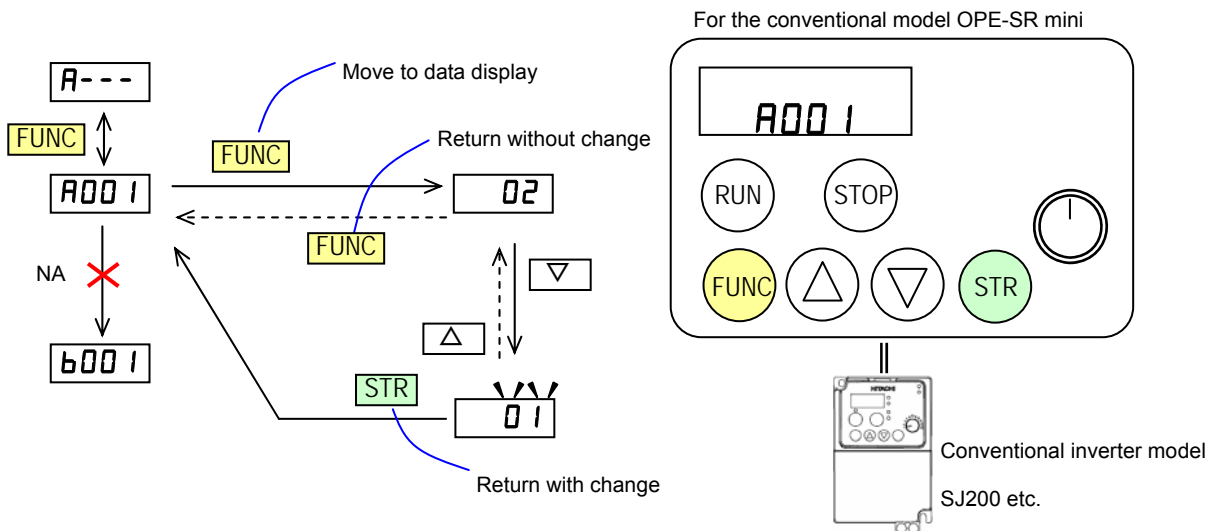 For the conventional model OPE-SR mini
A---
Move to data display
FUNC
FUNC
Return without change
A001
02
FUNC
NA
▽
△
b001
STR
01
Return with change
A001
RUN
STOP
FUNC
△
▽
STR
HITACHI
Conventional inverter model
SJ200 etc.